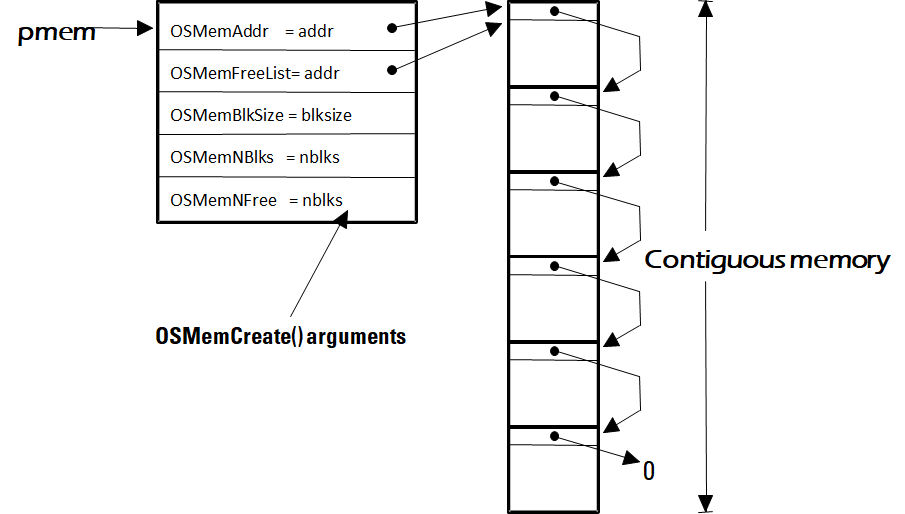 pmem
OSMemAddr = addr
OSMemFreeList= addr
OSMemBlkSize = blksize
OSMemNBlks = nblks
OSMemNFree = nblks
OSMemCreate() arguments
Contiguous memory
0